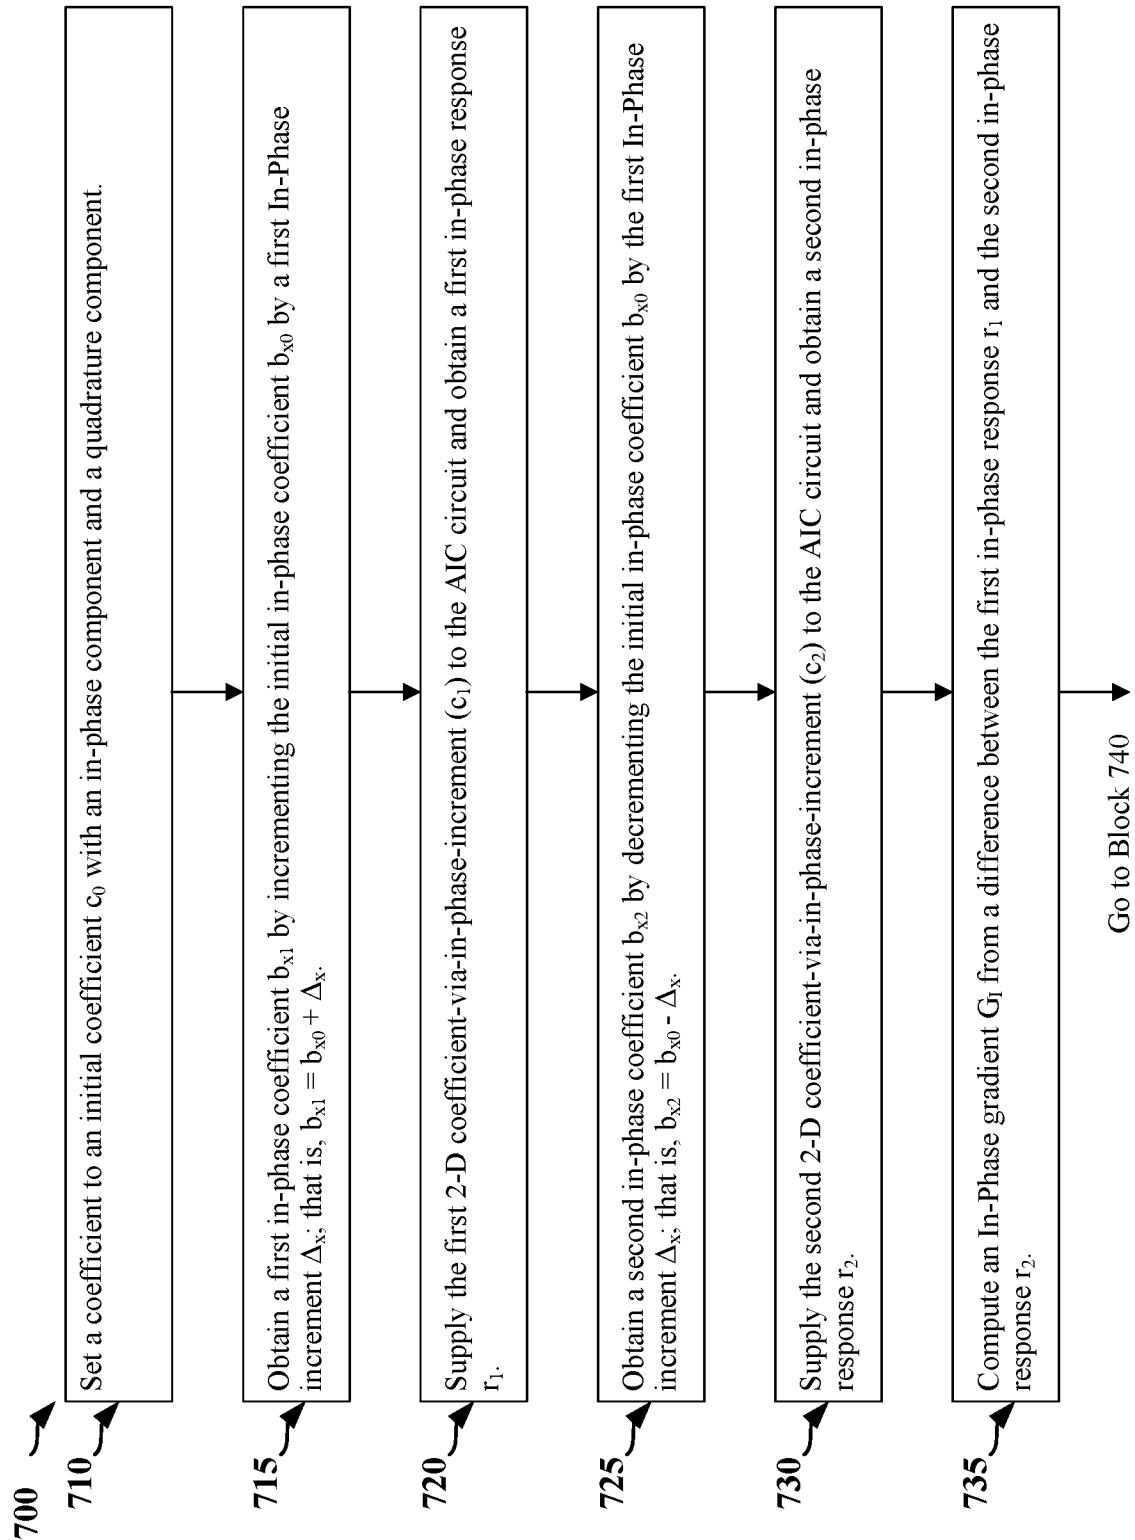 700
710
Set a coefficient to an initial coefficient c₀ with an in-phase component and a quadrature component.
715
Obtain a first in-phase coefficient bₓ₁ by incrementing the initial in-phase coefficient bₓ₀ by a first In-Phase
increment Δₓ; that is, bₓ₁ = bₓ₀ + Δₓ.
720
Supply the first 2-D coefficient-via-in-phase-increment (c₁) to the AIC circuit and obtain a first in-phase response
r₁.
725
Obtain a second in-phase coefficient bₓ₂ by decrementing the initial in-phase coefficient bₓ₀ by the first In-Phase
increment Δₓ; that is, bₓ₂ = bₓ₀ - Δₓ.
730
Supply the second 2-D coefficient-via-in-phase-increment (c₂) to the AIC circuit and obtain a second in-phase
response r₂.
735
Compute an In-Phase gradient G_I from a difference between the first in-phase response r₁ and the second in-phase
response r₂.
Go to Block 740